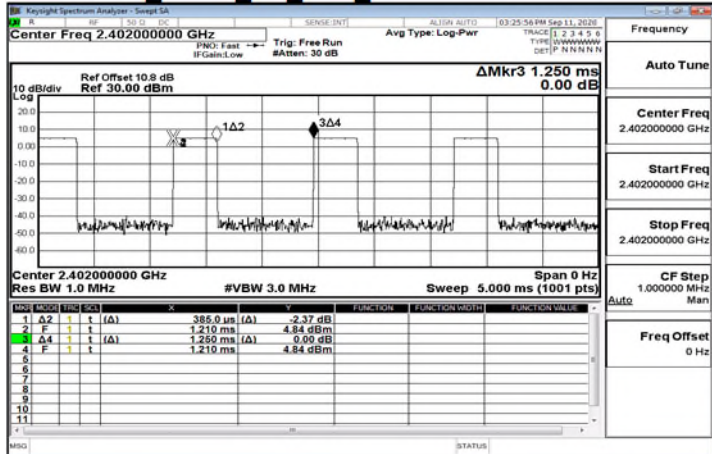 Keysight Spectrum Analyzer - Swept SA
R RF 50 Ω DC SENSE:INT ALIGN AUTO 03:25:56 PM Sep 11, 2020
Center Freq 2.402000000 GHz
PNO: Fast
IFGain:Low
Trig: Free Run
#Atten: 30 dB
Avg Type: Log-Pwr
TRACE 1 2 3 4 5 6
TYPE WWWWWWW
DET P N N N N N
Frequency
Auto Tune
Center Freq
2.402000000 GHz
Start Freq
2.402000000 GHz
Stop Freq
2.402000000 GHz
CF Step
1.000000 MHz
Auto Man
Freq Offset
0 Hz
Ref Offset 10.8 dB
10 dB/div Ref 30.00 dBm
Log
ΔMkr3 1.250 ms
0.00 dB
20.0
10.0
0.00
-10.0
-20.0
-30.0
-40.0
-50.0
-60.0
1Δ2
3Δ4
Center 2.402000000 GHz Span 0 Hz
Res BW 1.0 MHz #VBW 3.0 MHz Sweep 5.000 ms (1001 pts)
MKR MODE TRC SCL X Y FUNCTION FUNCTION WIDTH FUNCTION VALUE
1 Δ2 1 t (Δ) 385.0 µs (Δ) -2.37 dB
2 F 1 t 1.210 ms 4.84 dBm
3 Δ4 1 t (Δ) 1.250 ms (Δ) 0.00 dB
4 F 1 t 1.210 ms 4.84 dBm
5
6
7
8
9
10
11
MSG STATUS